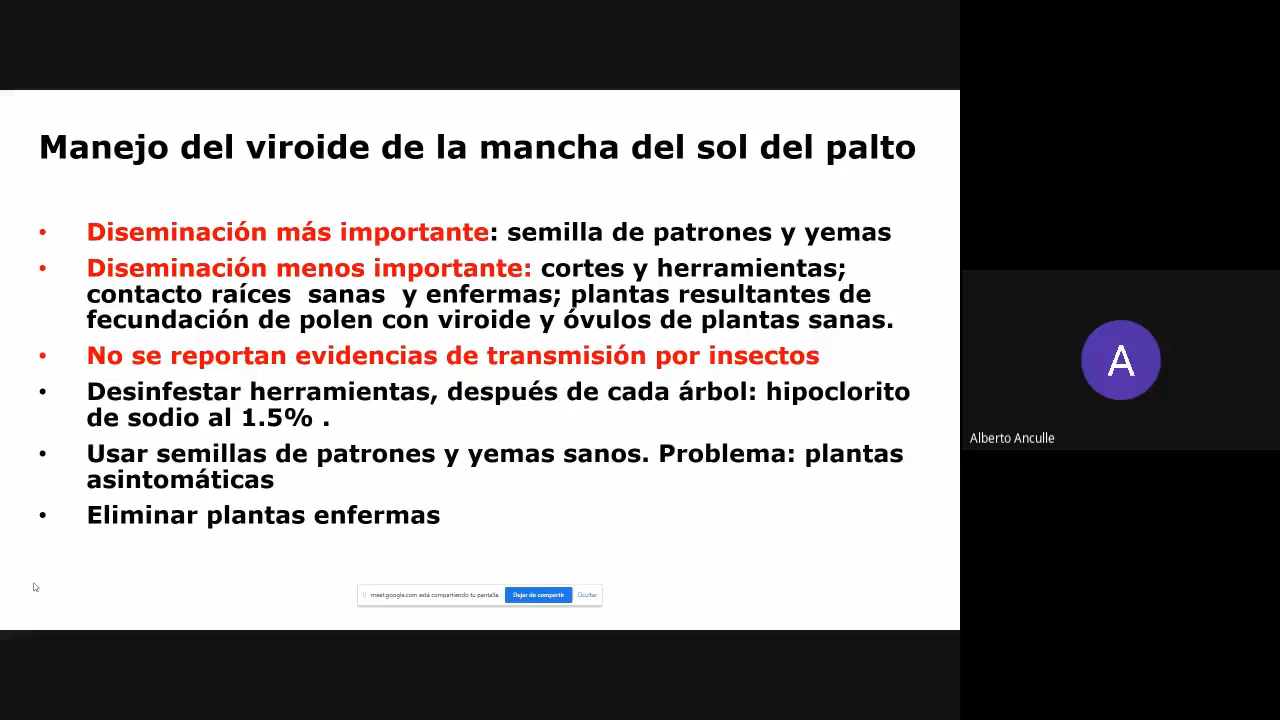 Manejo del viroide de la mancha del sol del palto
• Diseminación más importante: semilla de patrones y yemas
• Diseminación menos importante: cortes y herramientas;
contacto raíces sanas y enfermas; plantas resultantes de
fecundación de polen con viroide y óvulos de plantas sanas.
• No se reportan evidencias de transmisión por insectos
• Desinfestar herramientas, después de cada árbol: hipoclorito
de sodio al 1.5% .
• Usar semillas de patrones y yemas sanos. Problema: plantas
asintomáticas
• Eliminar plantas enfermas
meet.google.com está compartiendo tu pantalla. Dejar de compartir Ocultar
A
Alberto Anculle